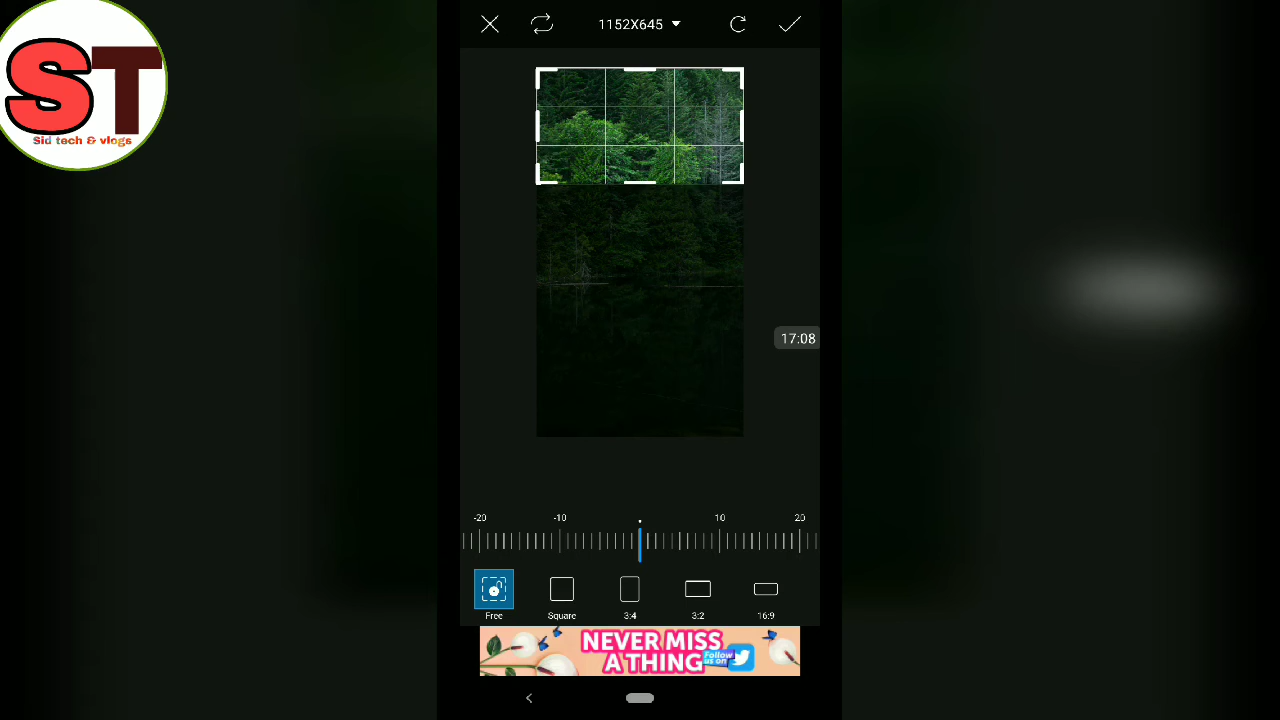 ST
Sid tech & vlogs
1152X645
17:08
-20 -10 10 20
Free Square 3:4 3:2 16:9
NEVER MISS
A THING
Follow
us on